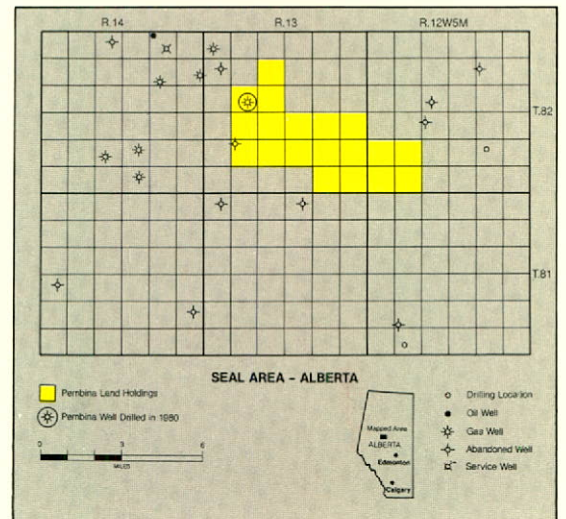 R.14 R.13 R.12W5M
T.82
T.81
SEAL AREA - ALBERTA
Pembina Land Holdings
Pembina Well Drilled in 1980
0 3 6
MILES
Mapped Area
ALBERTA
Edmonton
Calgary
Drilling Location
Oil Well
Gas Well
Abandoned Well
Service Well